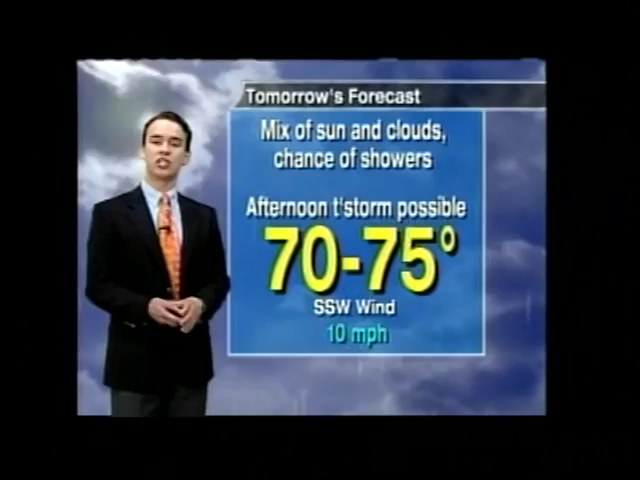 Tomorrow's Forecast
Mix of sun and clouds,
chance of showers
Afternoon t'storm possible
70-75°
SSW Wind
10 mph